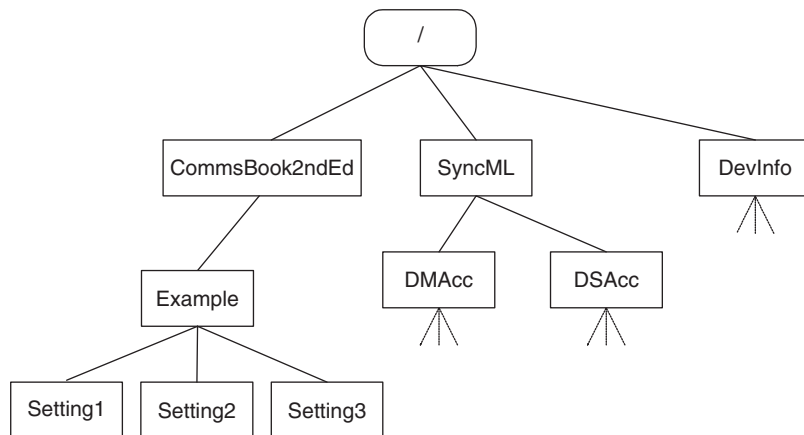 /
CommsBook2ndEd
SyncML
DevInfo
DMAcc
DSAcc
Example
Setting1
Setting2
Setting3